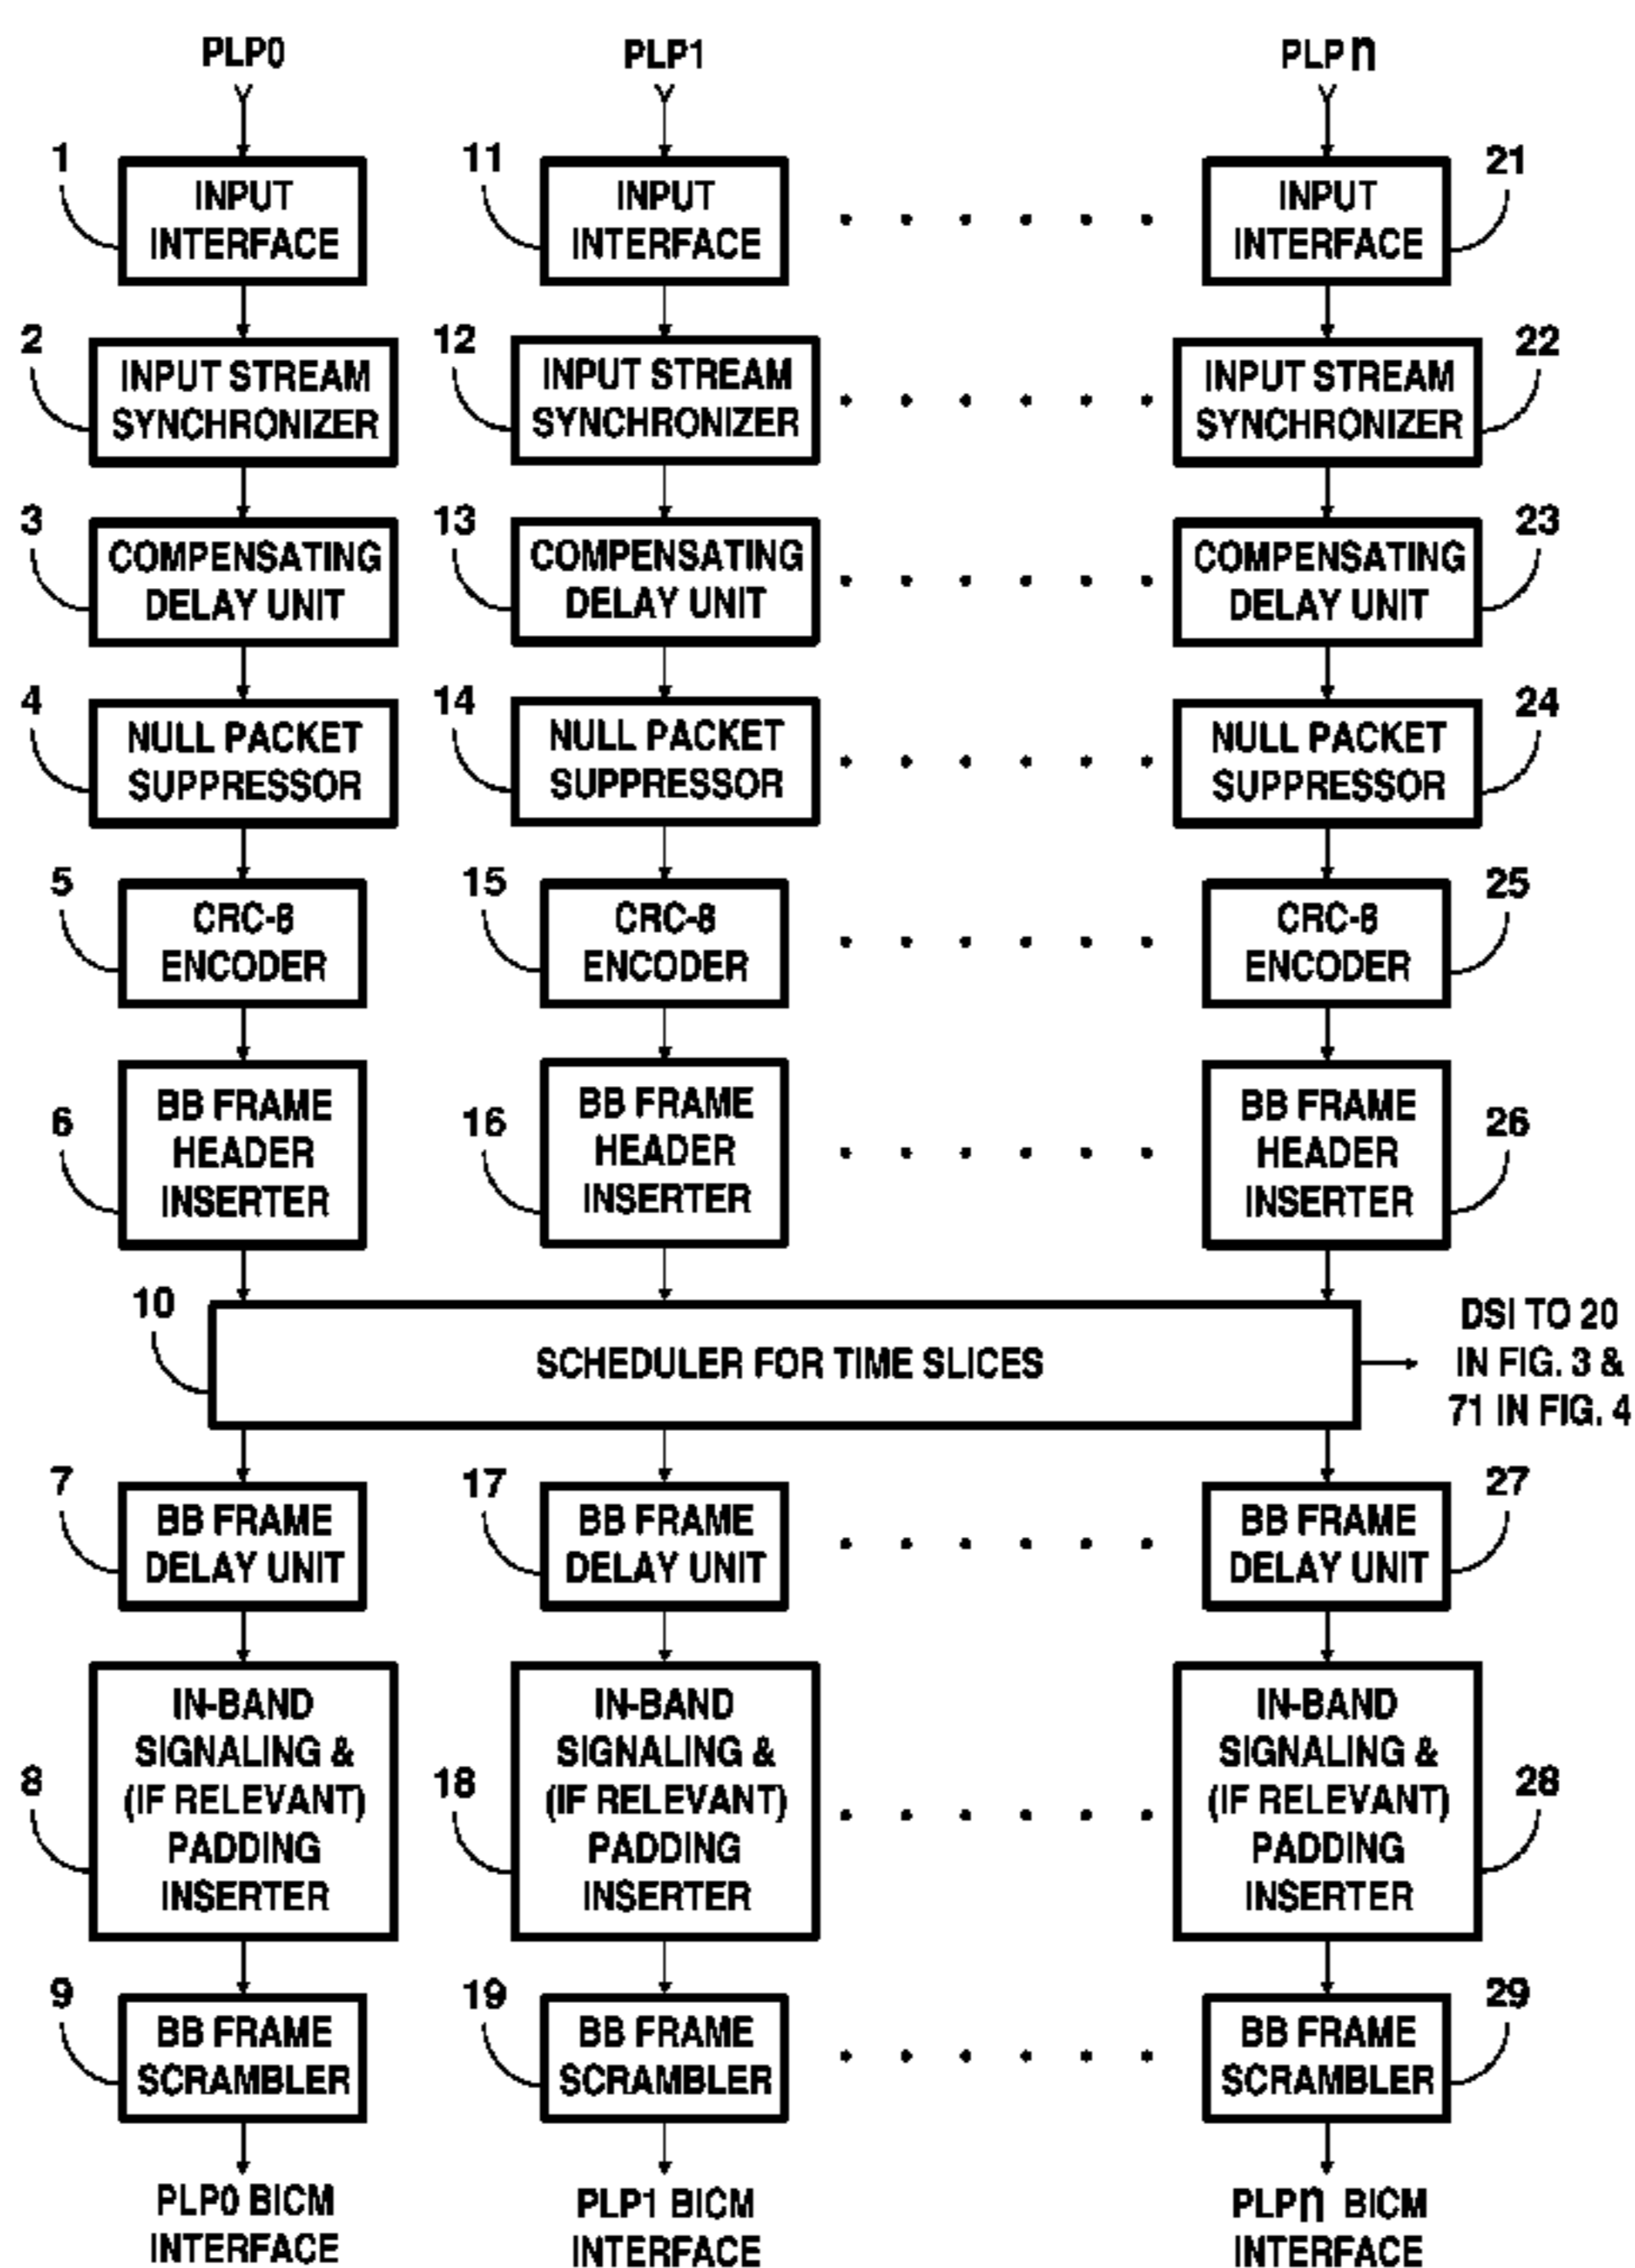 PLP0
PLP1
PLPn
1
INPUT
INTERFACE
11
INPUT
INTERFACE
21
INPUT
INTERFACE
2
INPUT STREAM
SYNCHRONIZER
12
INPUT STREAM
SYNCHRONIZER
22
INPUT STREAM
SYNCHRONIZER
3
COMPENSATING
DELAY UNIT
13
COMPENSATING
DELAY UNIT
23
COMPENSATING
DELAY UNIT
4
NULL PACKET
SUPPRESSOR
14
NULL PACKET
SUPPRESSOR
24
NULL PACKET
SUPPRESSOR
5
CRC-8
ENCODER
15
CRC-8
ENCODER
25
CRC-8
ENCODER
6
BB FRAME
HEADER
INSERTER
16
BB FRAME
HEADER
INSERTER
26
BB FRAME
HEADER
INSERTER
10
SCHEDULER FOR TIME SLICES
DSI TO 20
IN FIG. 3 &
71 IN FIG. 4
7
BB FRAME
DELAY UNIT
17
BB FRAME
DELAY UNIT
27
BB FRAME
DELAY UNIT
8
IN-BAND
SIGNALING &
(IF RELEVANT)
PADDING
INSERTER
18
IN-BAND
SIGNALING &
(IF RELEVANT)
PADDING
INSERTER
28
IN-BAND
SIGNALING &
(IF RELEVANT)
PADDING
INSERTER
9
BB FRAME
SCRAMBLER
19
BB FRAME
SCRAMBLER
29
BB FRAME
SCRAMBLER
PLP0 BICM
INTERFACE
PLP1 BICM
INTERFACE
PLPn BICM
INTERFACE